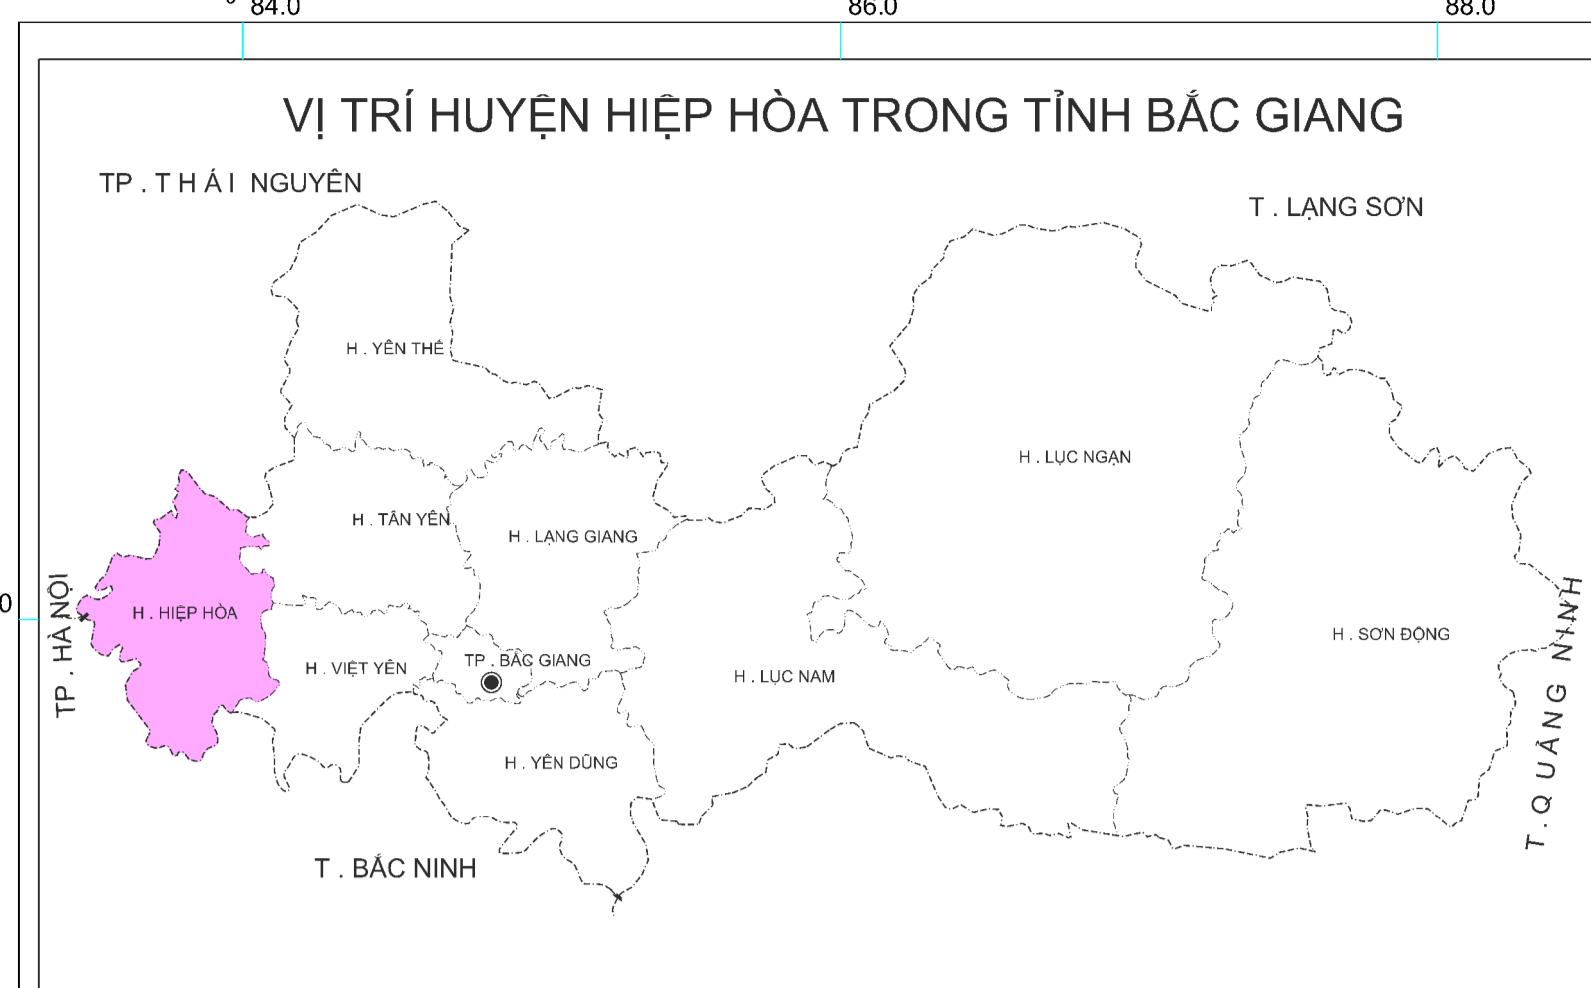 84.0
86.0
88.0
VỊ TRÍ HUYỆN HIỆP HÒA TRONG TỈNH BẮC GIANG
TP . T H Á I NGUYÊN
T . LẠNG SƠN
H . YÊN THẾ
H . LỤC NGẠN
H . TÂN YÊN
H . LẠNG GIANG
0
TP . HÀ NỘI
H . HIỆP HÒA
H . SƠN ĐỘNG
H . VIỆT YÊN
TP . BẮC GIANG
H . LỤC NAM
T . Q UẢNG NINH
H . YÊN DŨNG
T . BẮC NINH